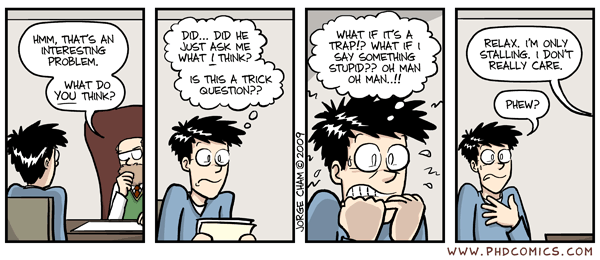 HMM, THAT'S AN
INTERESTING
PROBLEM.
WHAT DO
YOU THINK?
DID... DID HE
JUST ASK ME
WHAT I THINK?
IS THIS A TRICK
QUESTION??
WHAT IF IT'S A
TRAP!? WHAT IF I
SAY SOMETHING
STUPID?? OH MAN
OH MAN..!!
RELAX. I'M ONLY
STALLING. I DON'T
REALLY CARE.
PHEW?
JORGE CHAM © 2009
WWW.PHDCOMICS.COM